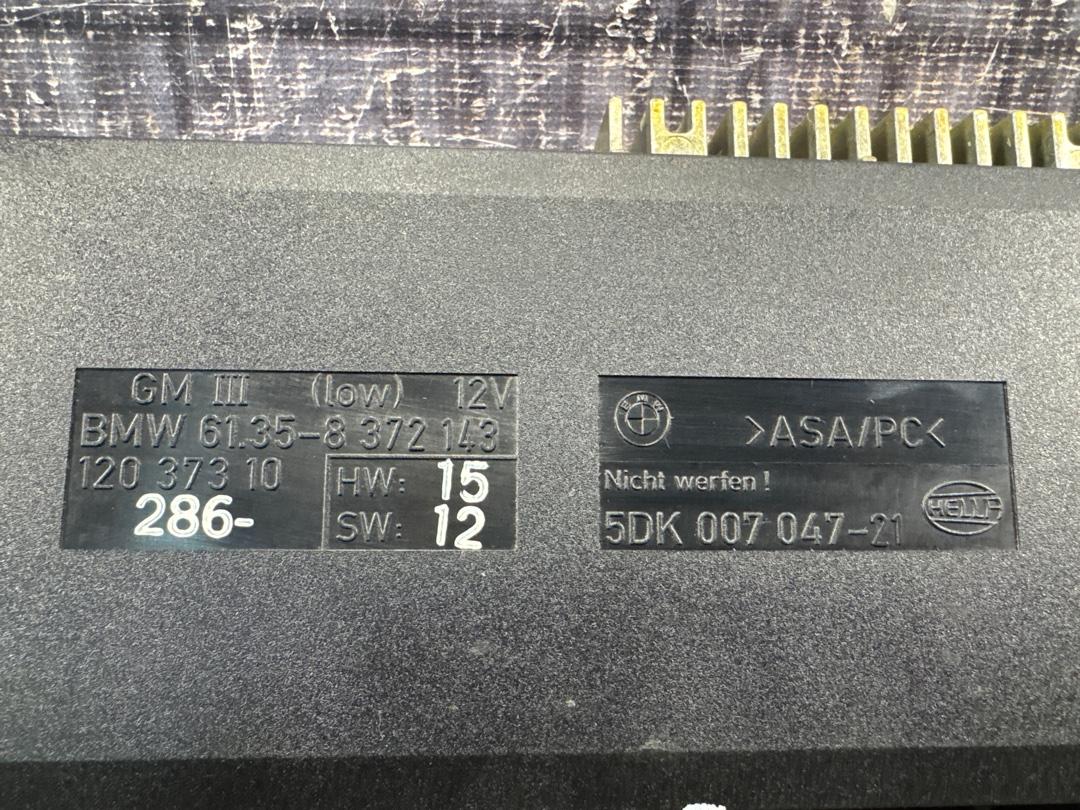 GM III (low) 12V
BMW 61.35-8 372 143
120 373 10
286-
HW: 15
SW: 12
BMW
>ASA/PC<
Nicht werfen!
5DK 007 047-21
HELLA